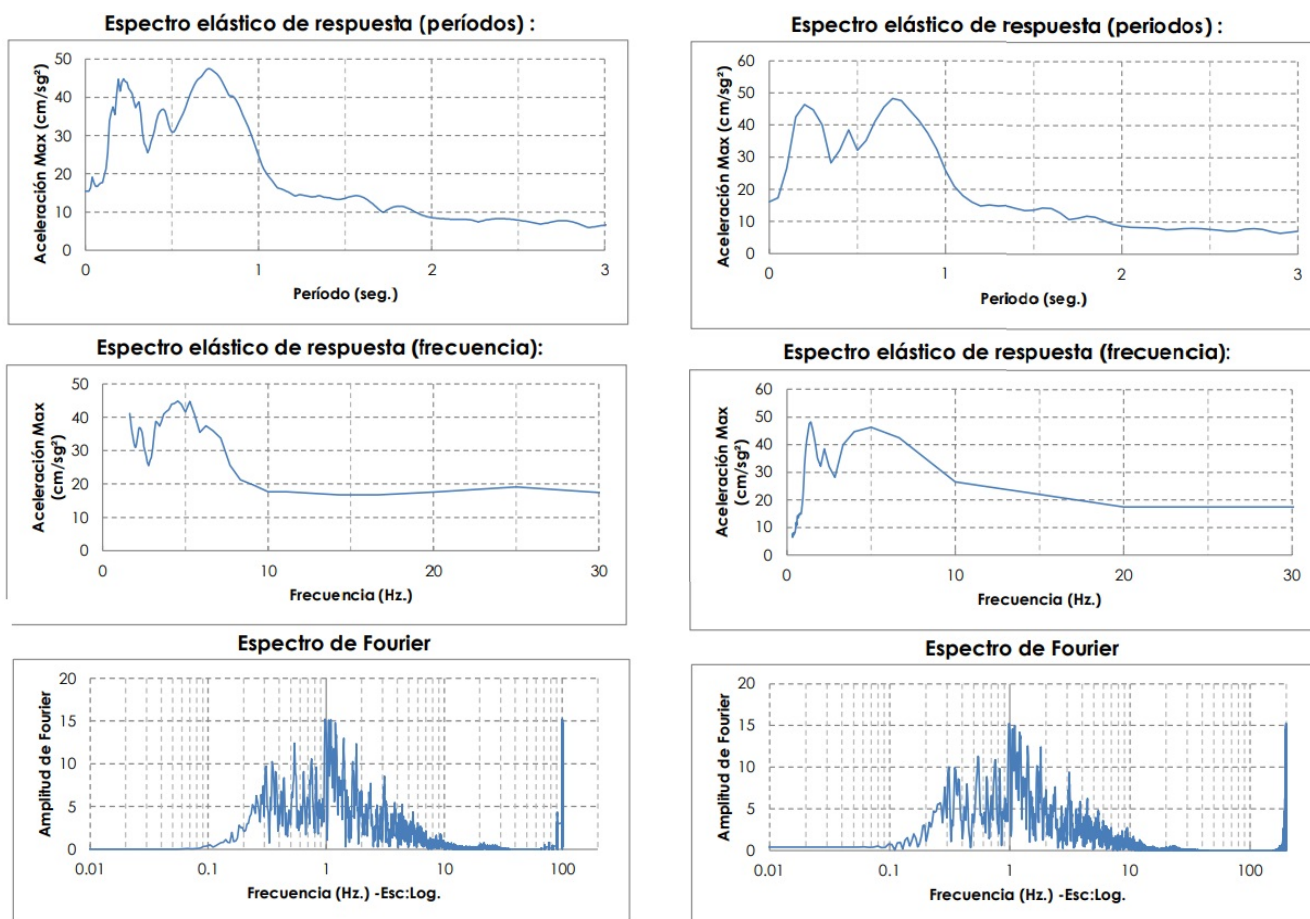 Espectro elástico de respuesta (períodos) :
50
40
30
20
10
0
Aceleración Max (cm/sg²)
0 1 2 3
Período (seg.)
Espectro elástico de respuesta (frecuencia):
50
40
30
20
10
0
Aceleración Max
(cm/sg²)
0 10 20 30
Frecuencia (Hz.)
Espectro de Fourier
20
15
10
5
0
Amplitud de Fourier
0.01 0.1 1 10 100
Frecuencia (Hz.) -Esc:Log.
Espectro elástico de respuesta (periodos) :
60
50
40
30
20
10
0
Aceleración Max (cm/sg²)
0 1 2 3
Periodo (seg.)
Espectro elástico de respuesta (frecuencia):
60
50
40
30
20
10
0
Aceleración Max
(cm/sg²)
0 10 20 30
Frecuencia (Hz.)
Espectro de Fourier
20
15
10
5
0
Amplitud de Fourier
0.01 0.1 1 10 100
Frecuencia (Hz.) -Esc:Log.